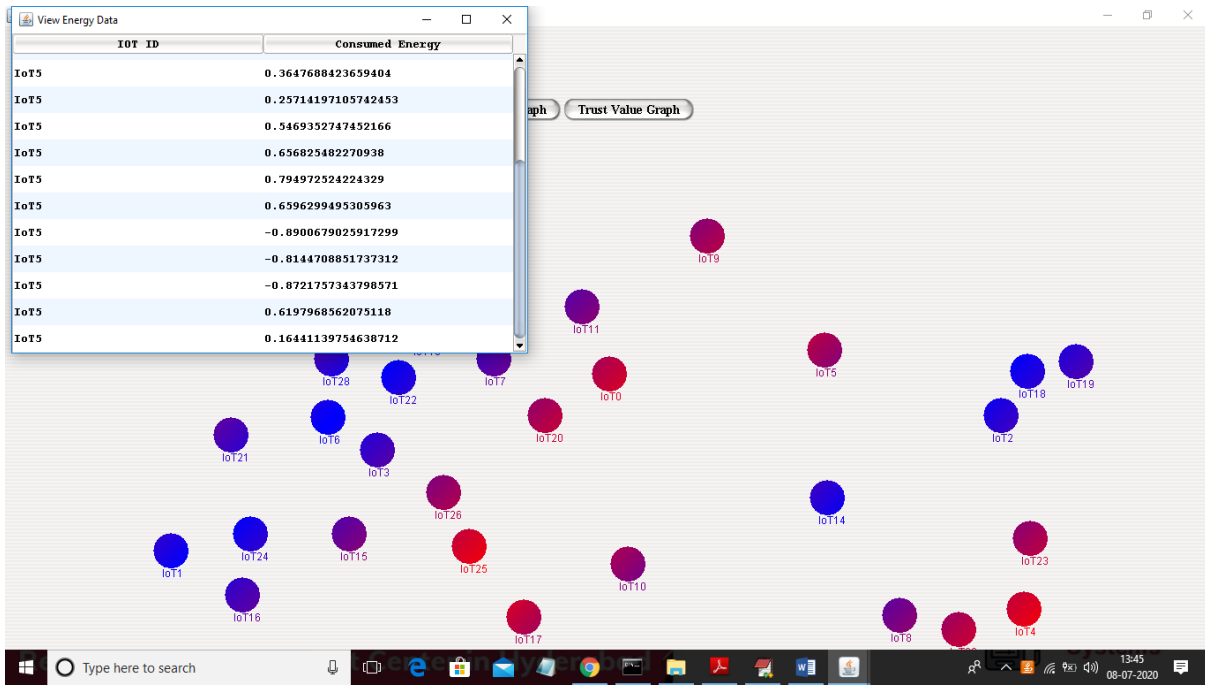 View Energy Data
IOT ID Consumed Energy
IoT5 0.3647688423659404
IoT5 0.25714197105742453
IoT5 0.5469352747452166
IoT5 0.656825482270938
IoT5 0.794972524224329
IoT5 0.6596299495305963
IoT5 -0.8900679025917299
IoT5 -0.8144708851737312
IoT5 -0.8721757343798571
IoT5 0.6197968562075118
IoT5 0.16441139754638712
aph Trust Value Graph
IoT9
IoT11
IoT5
IoT28
IoT7
IoT19
IoT22
IoT0
IoT18
IoT6
IoT20
IoT2
IoT21
IoT3
IoT26
IoT14
IoT24
IoT15
IoT1
IoT25
IoT23
IoT10
IoT16
IoT17
IoT8
IoT4
Type here to search
13:45
08-07-2020